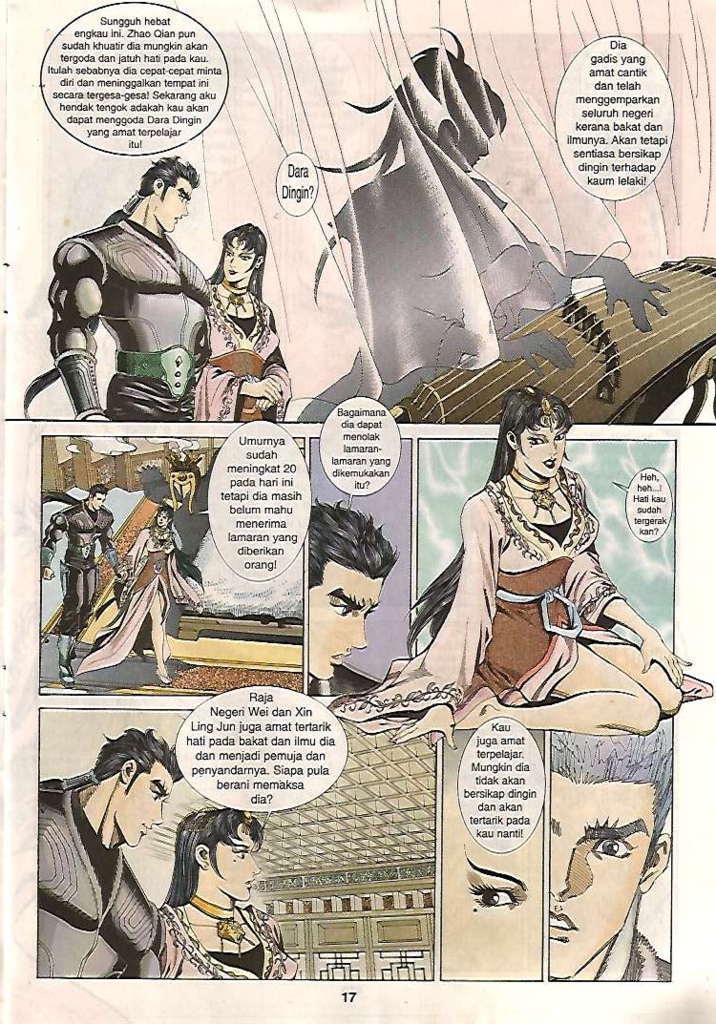 Sungguh hebat
engkau ini. Zhao Qian pun
sudah khuatir dia mungkin akan
tergoda dan jatuh hati pada kau.
Itulah sebabnya dia cepat-cepat minta
diri dan meninggalkan tempat ini
secara tergesa-gesa! Sekarang aku
hendak tengok adakah kau akan
dapat menggoda Dara Dingin
yang amat terpelajar
itu!
Dara
Dingin?
Dia
gadis yang
amat cantik
dan telah
menggemparkan
seluruh negeri
kerana bakat dan
ilmunya. Akan tetapi
sentiasa bersikap
dingin terhadap
kaum lelaki!
Umurnya
sudah
meningkat 20
pada hari ini
tetapi dia masih
belum mahu
menerima
lamaran yang
diberikan
orang!
Bagaimana
dia dapat
menolak
lamaran-
lamaran yang
dikemukakan
itu?
Heh,
heh...!
Hati kau
sudah
tergerak
kan?
Raja
Negeri Wei dan Xin
Ling Jun juga amat tertarik
hati pada bakat dan ilmu dia
dan menjadi pemuja dan
penyandarnya. Siapa pula
berani memaksa
dia?
Kau
juga amat
terpelajar.
Mungkin dia
tidak akan
bersikap dingin
dan akan
tertarik pada
kau nanti!
17